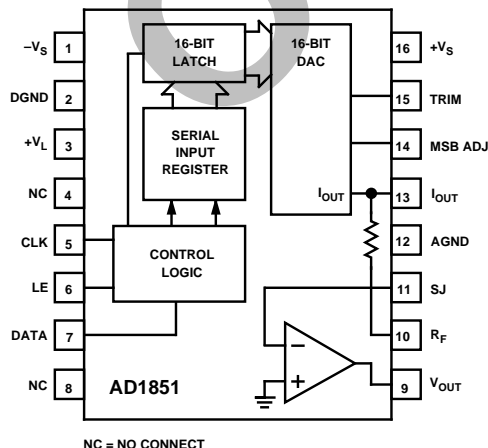 –VS 1
DGND 2
+VL 3
NC 4
CLK 5
LE 6
DATA 7
NC 8
16-BIT
LATCH
16-BIT
DAC
SERIAL
INPUT
REGISTER
CONTROL
LOGIC
IOUT
–
+
AD1851
16 +VS
15 TRIM
14 MSB ADJ
13 IOUT
12 AGND
11 SJ
10 RF
9 VOUT
NC = NO CONNECT